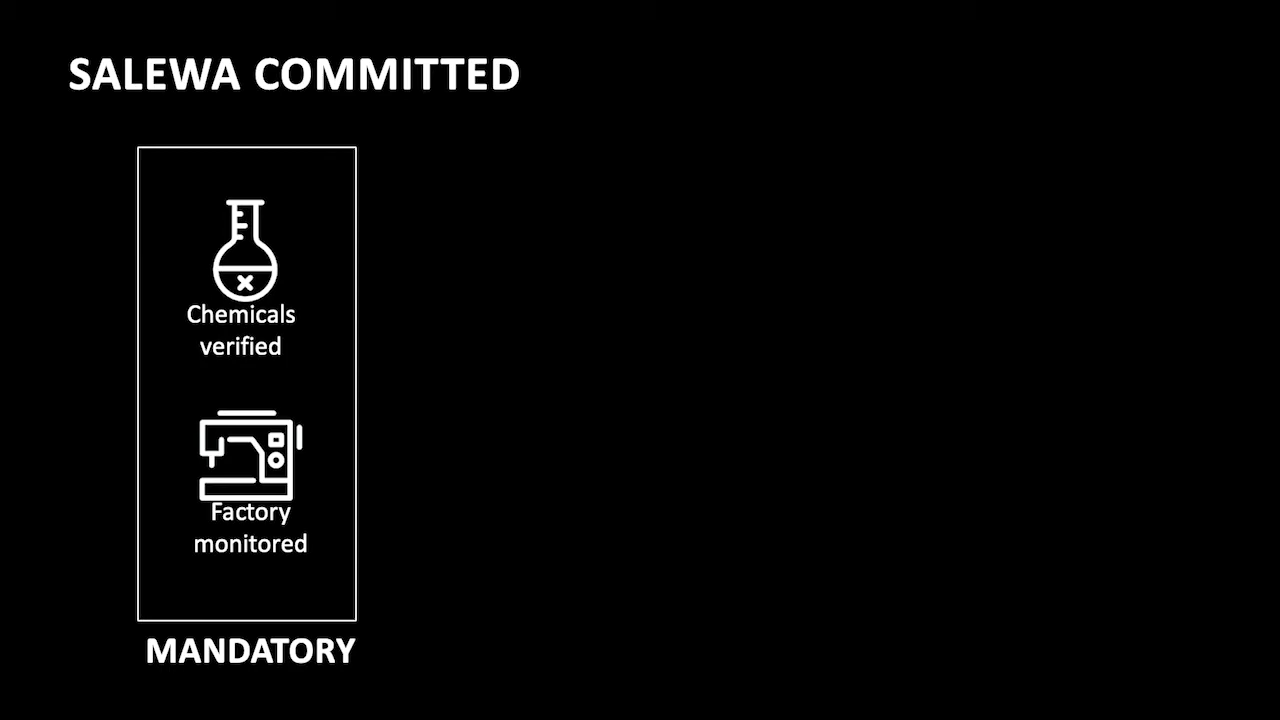 SALEWA COMMITTED
Chemicals
verified
Factory
monitored
MANDATORY